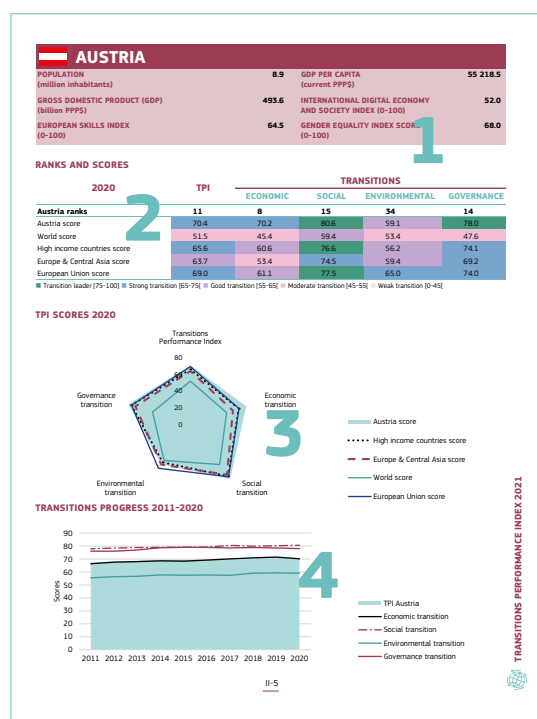 AUSTRIA
POPULATION
(million inhabitants)
8.9
GDP PER CAPITA
(current PPP$)
55 218.5
GROSS DOMESTIC PRODUCT (GDP)
(billion PPP$)
493.6
INTERNATIONAL DIGITAL ECONOMY
AND SOCIETY INDEX (0-100)
52.0
EUROPEAN SKILLS INDEX
(0-100)
64.5
GENDER EQUALITY INDEX SCORE
(0-100)
68.0
1
RANKS AND SCORES
2020 TPI TRANSITIONS
ECONOMIC SOCIAL ENVIRONMENTAL GOVERNANCE
2
Austria ranks 11 8 15 34 14
Austria score 70.4 70.2 80.6 59.1 78.0
World score 51.5 45.4 59.4 53.4 47.6
High income countries score 65.6 60.6 76.6 56.2 74.1
Europe & Central Asia score 63.7 53.4 74.5 59.4 69.2
European Union score 69.0 61.1 77.5 65.0 74.0
Transition leader [75-100] Strong transition [65-75[ Good transition [55-65[ Moderate transition [45-55[ Weak transition [0-45[
TPI SCORES 2020
Transitions
Performance Index
80
60
40
20
0
Governance
transition
Economic
transition
3
Environmental
transition
Social
transition
Austria score
High income countries score
Europe & Central Asia score
World score
European Union score
TRANSITIONS PROGRESS 2011-2020
Scores
90
80
70
60
50
40
30
20
10
0
2011 2012 2013 2014 2015 2016 2017 2018 2019 2020
4
TPI Austria
Economic transition
Social transition
Environmental transition
Governance transition
TRANSITIONS PERFORMANCE INDEX 2021
II-5